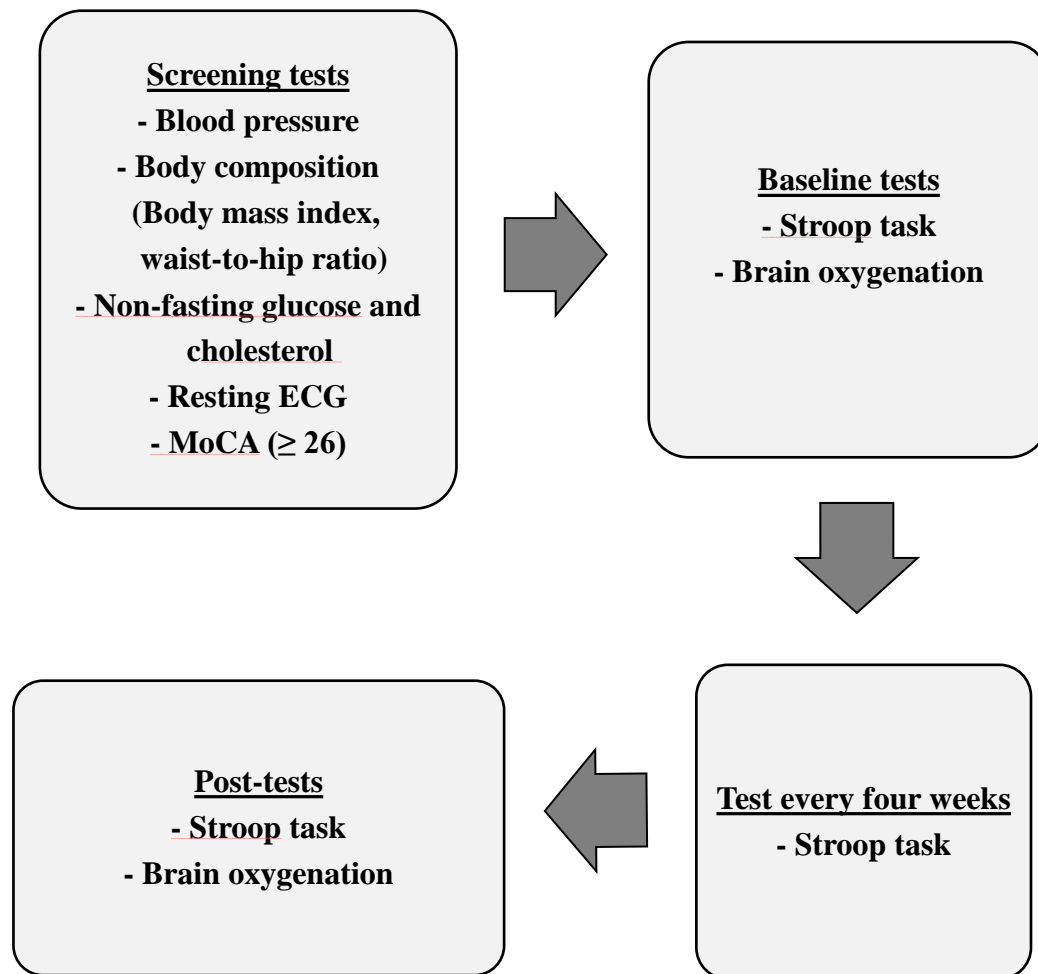 Screening tests
- Blood pressure
- Body composition
(Body mass index,
waist-to-hip ratio)
- Non-fasting glucose and
cholesterol
- Resting ECG
- MoCA (≥ 26)
Baseline tests
- Stroop task
- Brain oxygenation
Test every four weeks
- Stroop task
Post-tests
- Stroop task
- Brain oxygenation